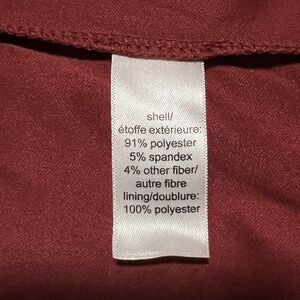 shell/
étoffe extérieure:
91% polyester
5% spandex
4% other fiber/
autre fibre
lining/doublure:
100% polyester